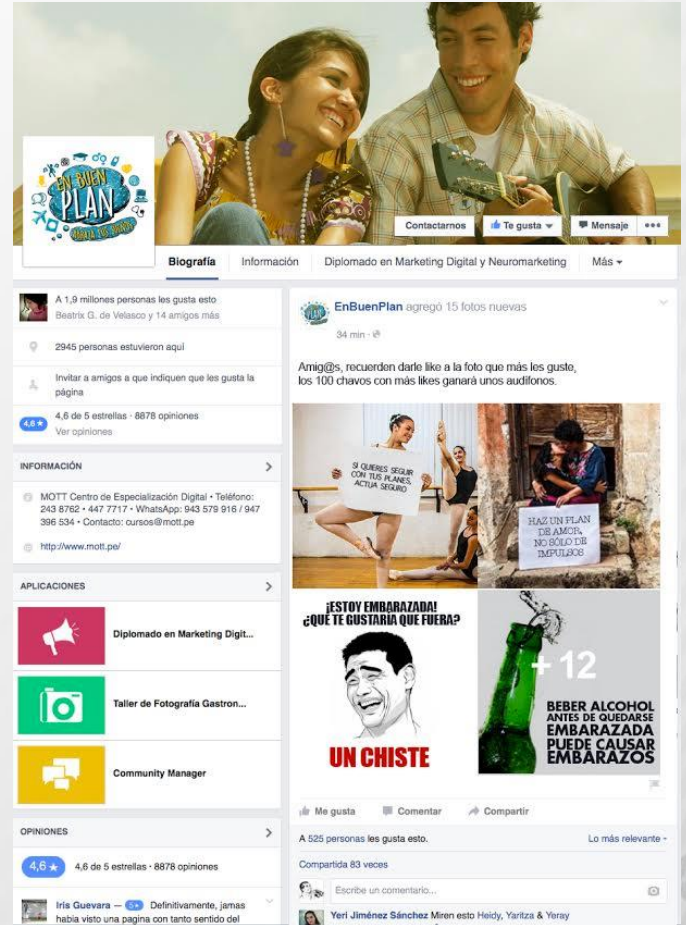 EN BUEN
PLAN
Contactarnos
Te gusta
Mensaje
Biografía
Información
Diplomado en Marketing Digital y Neuromarketing
Más
A 1,9 millones personas les gusta esto
Beatrix G. de Velasco y 14 amigos más
2945 personas estuvieron aquí
Invitar a amigos a que indiquen que les gusta la
página
4,6 ★
4,6 de 5 estrellas · 8878 opiniones
Ver opiniones
INFORMACIÓN
MOTT Centro de Especialización Digital • Teléfono:
243 8762 • 447 7717 • WhatsApp: 943 579 916 / 947
396 534 • Contacto: cursos@mott.pe
http://www.mott.pe/
APLICACIONES
Diplomado en Marketing Digit...
Taller de Fotografía Gastron...
Community Manager
OPINIONES
4,6 ★
4,6 de 5 estrellas · 8878 opiniones
Iris Guevara — 5★ Definitivamente, jamas
habia visto una pagina con tanto sentido del
EnBuenPlan agregó 15 fotos nuevas
34 min
Amig@s, recuerden darle like a la foto que más les guste,
los 100 chavos con más likes ganará unos audífonos.
SI QUIERES SEGUIR
CON TUS PLANES,
ACTUA SEGURO
HAZ UN PLAN
DE AMOR,
NO SÓLO DE
IMPULSOS
¡ESTOY EMBARAZADA!
¿QUE TE GUSTARÍA QUE FUERA?
UN CHISTE
+ 12
BEBER ALCOHOL
ANTES DE QUEDARSE
EMBARAZADA
PUEDE CAUSAR
EMBARAZOS
Me gusta
Comentar
Compartir
A 525 personas les gusta esto.
Lo más relevante
Compartida 83 veces
Escribe un comentario...
Yeri Jiménez Sánchez Miren esto Heidy, Yaritza & Yeray